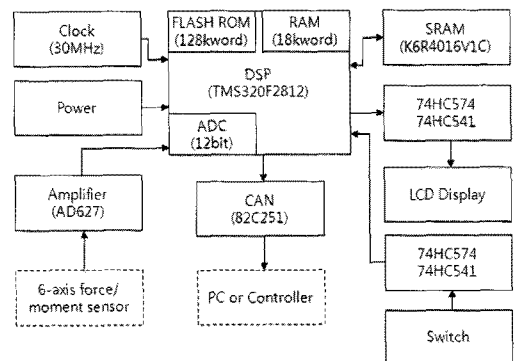 Clock
(30MHz)
FLASH ROM
(128kword)
RAM
(18kword)
SRAM
(K6R4016V1C)
DSP
(TMS320F2812)
Power
ADC
(12bit)
74HC574
74HC541
Amplifier
(AD627)
CAN
(82C251)
LCD Display
6-axis force/
moment sensor
PC or Controller
74HC574
74HC541
Switch